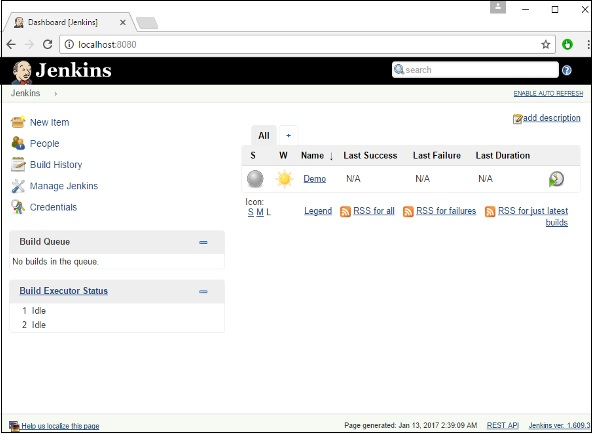 Dashboard [Jenkins]
localhost:8080
Jenkins
search
Jenkins
ENABLE AUTO REFRESH
New Item
People
Build History
Manage Jenkins
Credentials
Build Queue
No builds in the queue.
Build Executor Status
1 Idle
2 Idle
add description
All +
S W Name ↓ Last Success Last Failure Last Duration
Demo N/A N/A N/A
Icon:
S M L
Legend RSS for all RSS for failures RSS for just latest
builds
Help us localize this page
Page generated: Jan 13, 2017 2:39:09 AM REST API Jenkins ver. 1.609.3